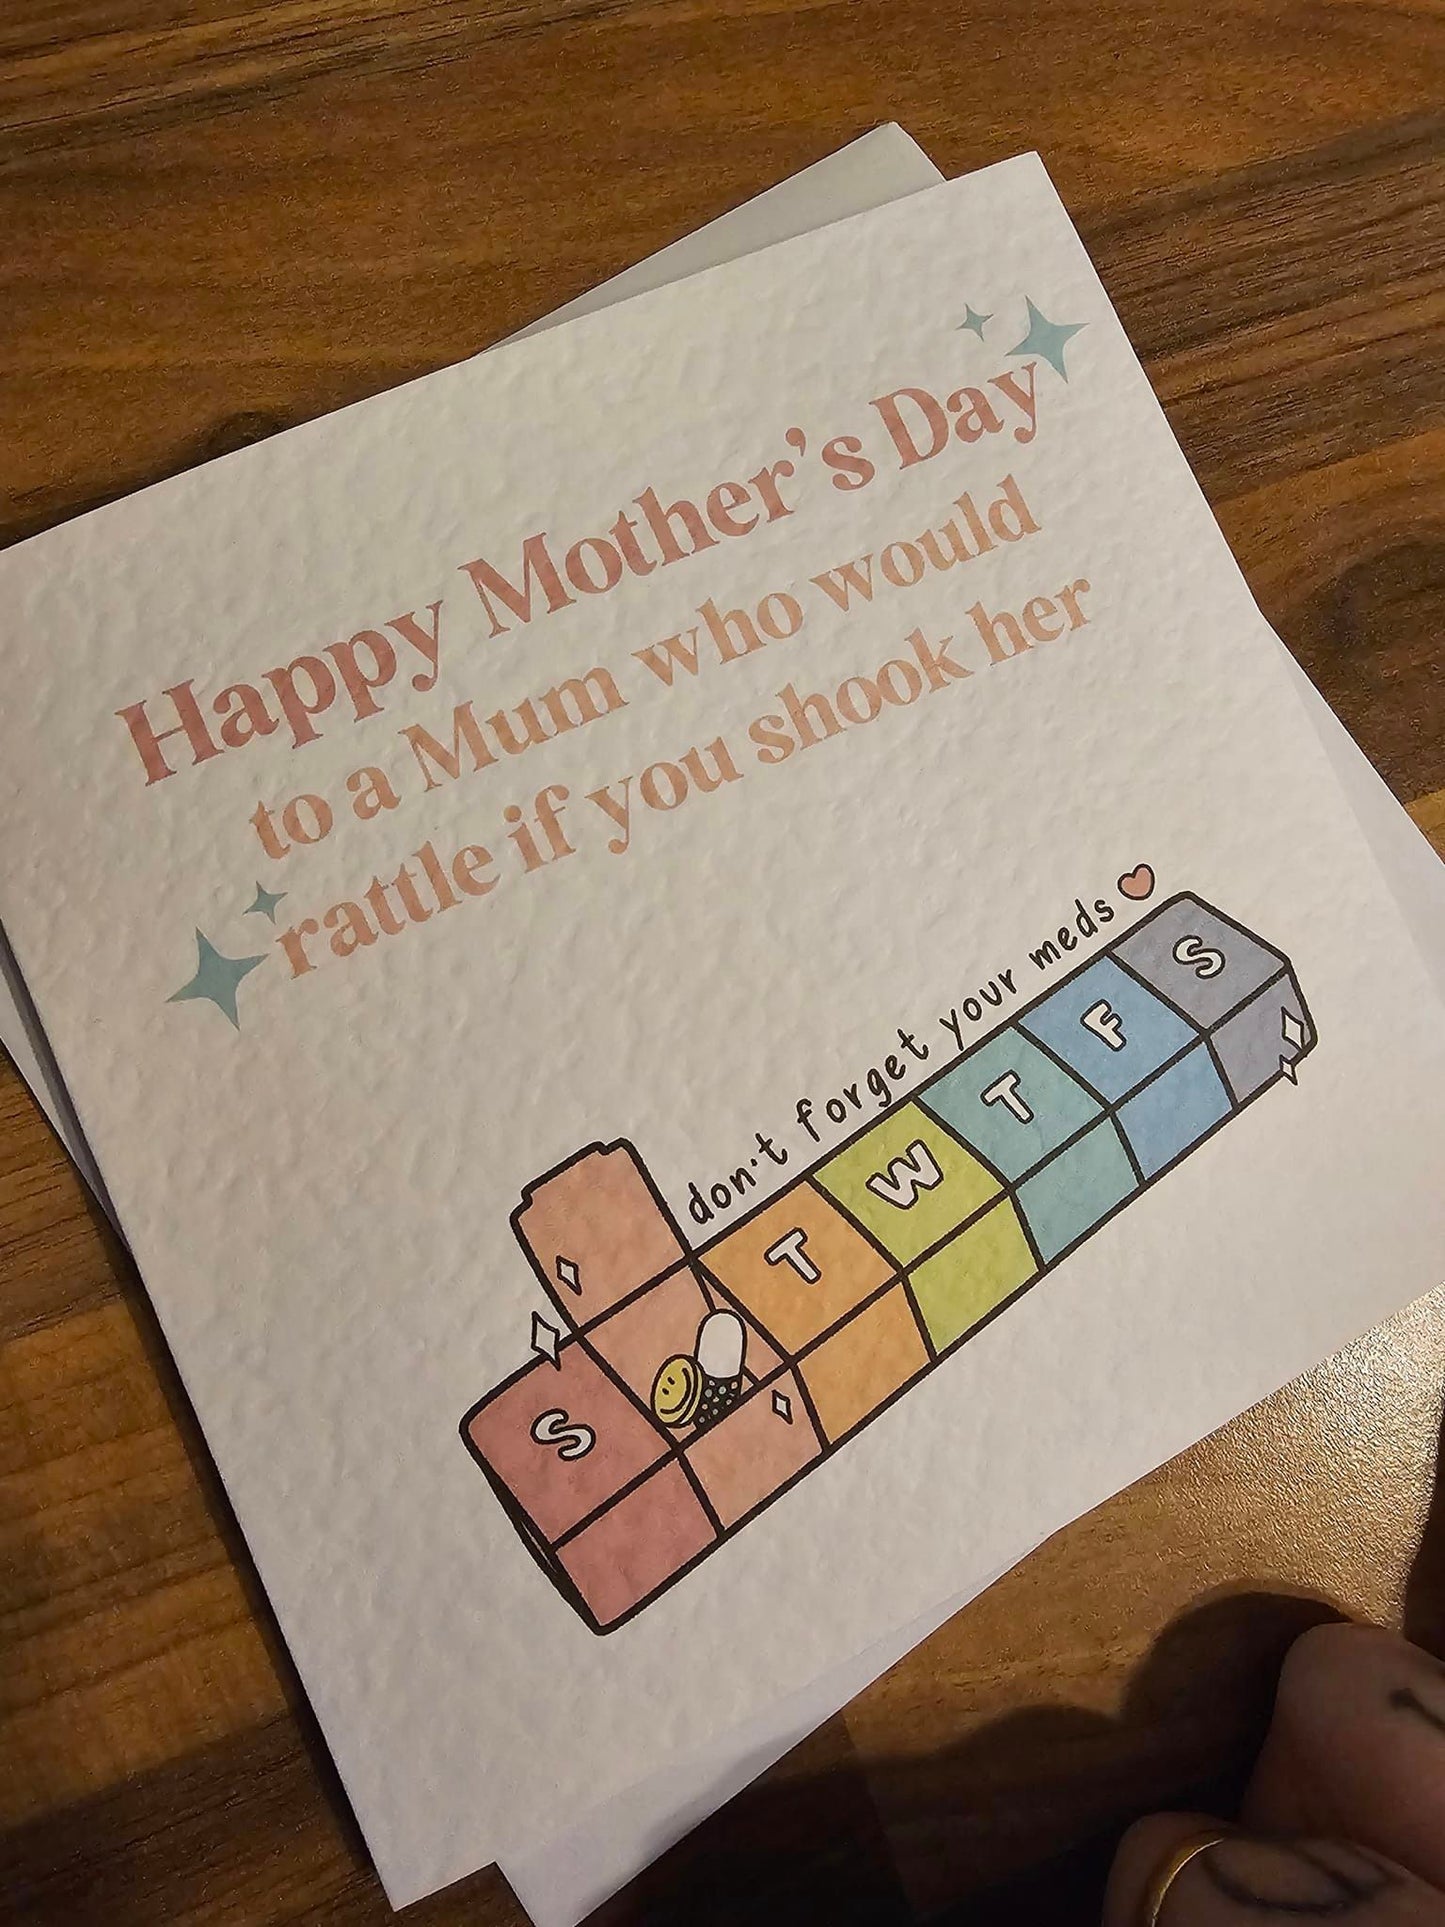 Happy Mother's Day
to a Mum who would
rattle if you shook her
don't forget your meds
S T W T F S